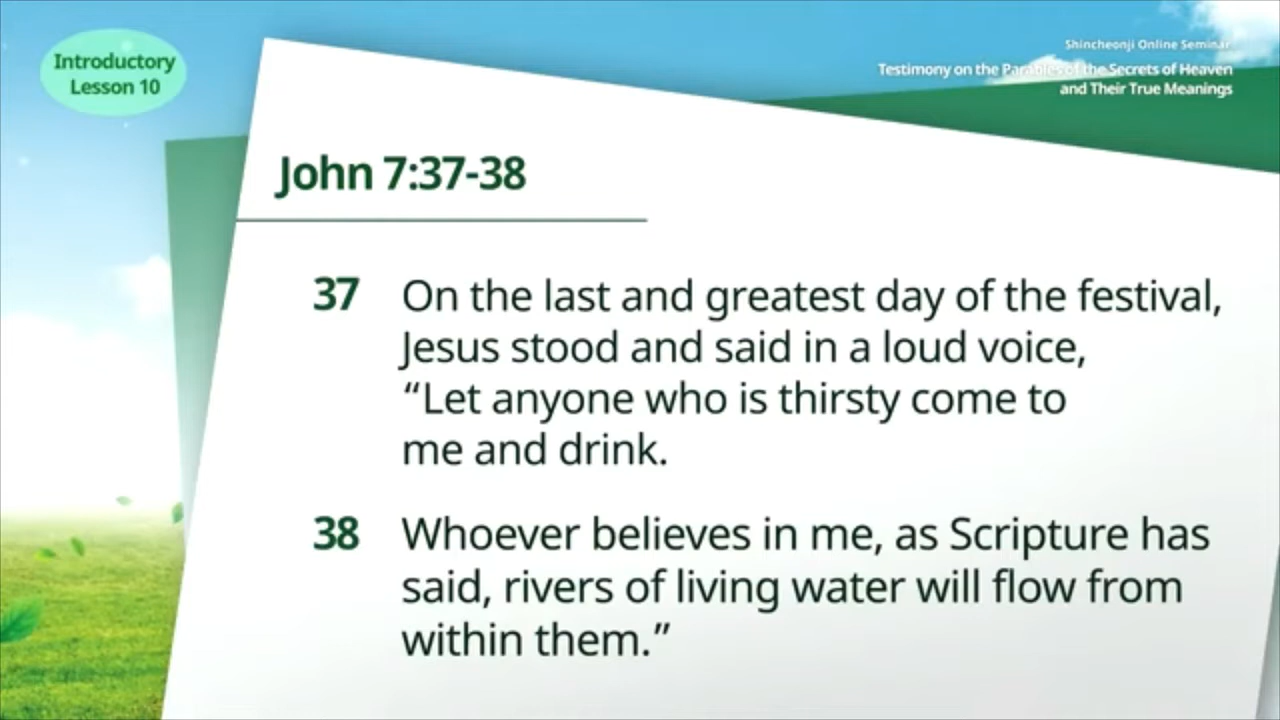 Introductory
Lesson 10
Shincheonji Online Seminar
Testimony on the Parables of the Secrets of Heaven
and Their True Meanings
John 7:37-38
37 On the last and greatest day of the festival,
Jesus stood and said in a loud voice,
“Let anyone who is thirsty come to
me and drink.
38 Whoever believes in me, as Scripture has
said, rivers of living water will flow from
within them.”